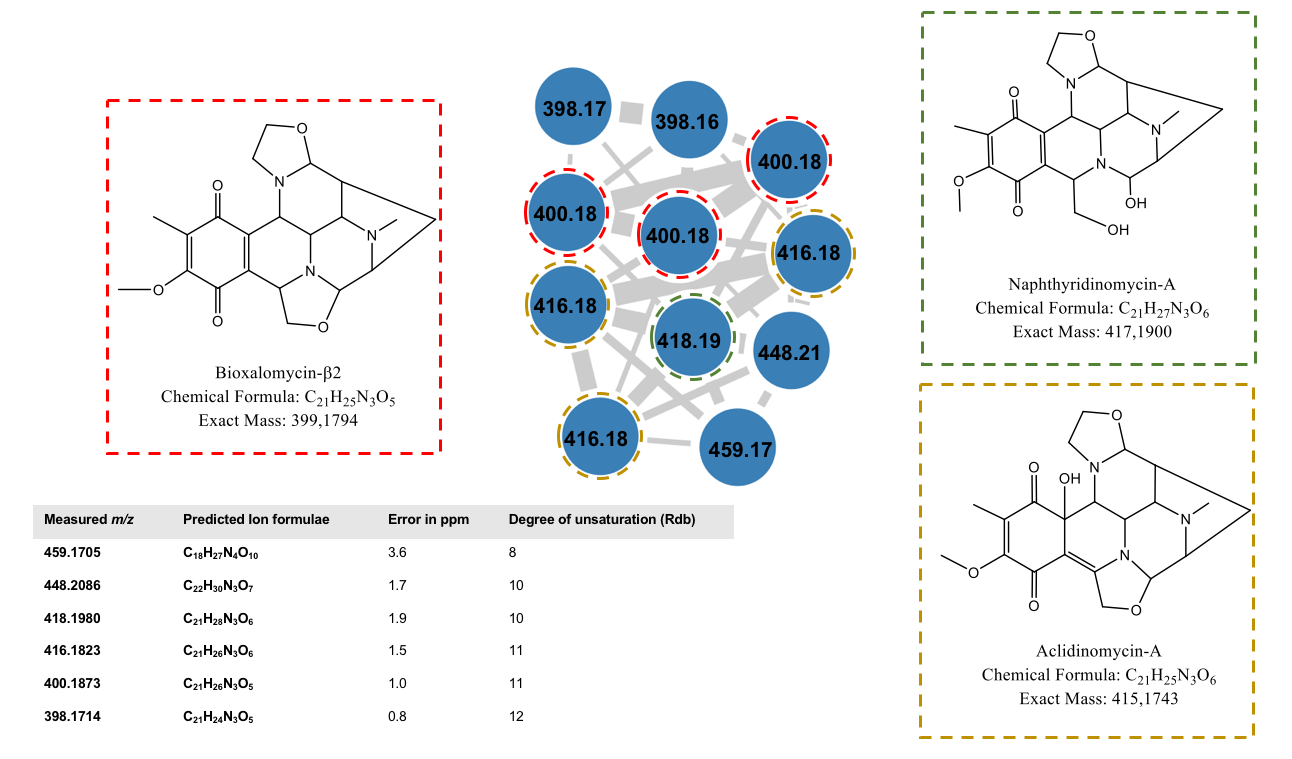 398.17
398.16
400.18
400.18
400.18
416.18
416.18
418.19
448.21
416.18
459.17
O
N
O
N
N
O
O
O
Bioxalomycin-β2
Chemical Formula: C₂₁H₂₅N₃O₅
Exact Mass: 399,1794
O
N
O
N
N
O
O
OH
OH
Naphthyridinomycin-A
Chemical Formula: C₂₁H₂₇N₃O₆
Exact Mass: 417,1900
O
N
O
OH
N
N
O
O
O
Aclidinomycin-A
Chemical Formula: C₂₁H₂₅N₃O₆
Exact Mass: 415,1743
Measured m/z Predicted Ion formulae Error in ppm Degree of unsaturation (Rdb)
459.1705 C₁₈H₂₇N₄O₁₀ 3.6 8
448.2086 C₂₂H₃₀N₃O₇ 1.7 10
418.1980 C₂₁H₂₈N₃O₆ 1.9 10
416.1823 C₂₁H₂₆N₃O₆ 1.5 11
400.1873 C₂₁H₂₆N₃O₅ 1.0 11
398.1714 C₂₁H₂₄N₃O₅ 0.8 12